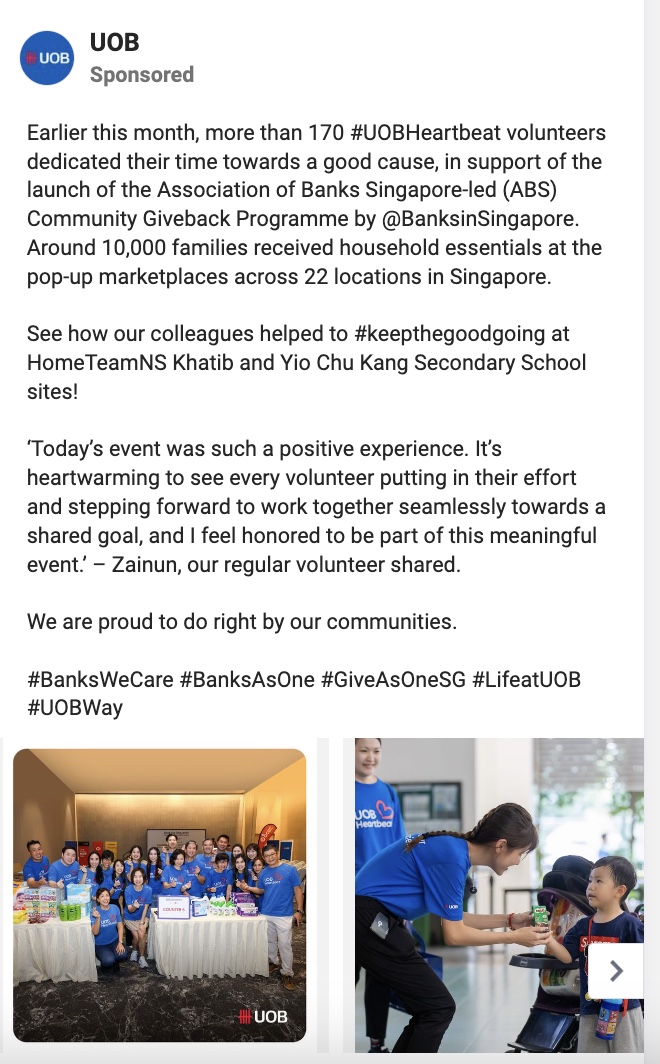 UOB
UOB
Sponsored
Earlier this month, more than 170 #UOBHeartbeat volunteers
dedicated their time towards a good cause, in support of the
launch of the Association of Banks Singapore-led (ABS)
Community Giveback Programme by @BanksinSingapore.
Around 10,000 families received household essentials at the
pop-up marketplaces across 22 locations in Singapore.
See how our colleagues helped to #keepthegoodgoing at
HomeTeamNS Khatib and Yio Chu Kang Secondary School
sites!
‘Today’s event was such a positive experience. It’s
heartwarming to see every volunteer putting in their effort
and stepping forward to work together seamlessly towards a
shared goal, and I feel honored to be part of this meaningful
event.’ – Zainun, our regular volunteer shared.
We are proud to do right by our communities.
#BanksWeCare #BanksAsOne #GiveAsOneSG #LifeatUOB
#UOBWay
COUNTER
UOB
UOB
Heartbeat
UOB